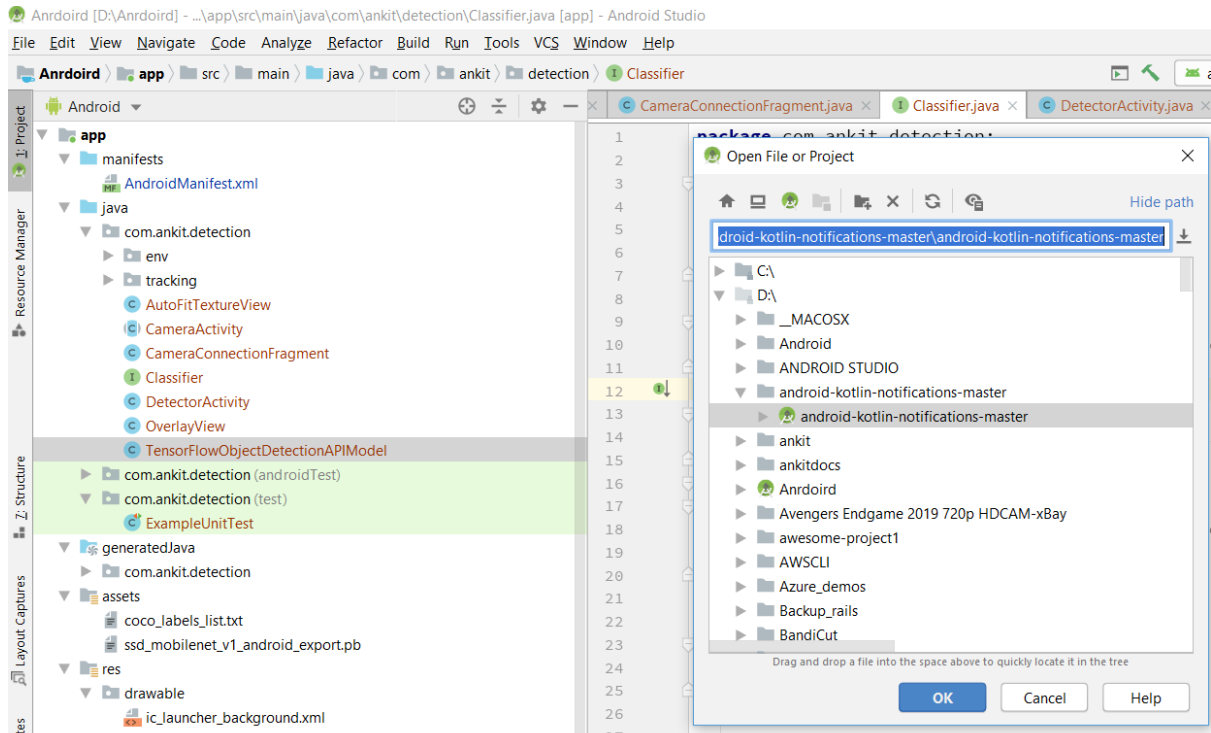 Anrdoird [D:\Anrdoird] - ...\app\src\main\java\com\ankit\detection\Classifier.java [app] - Android Studio
File Edit View Navigate Code Analyze Refactor Build Run Tools VCS Window Help
Anrdoird app src main java com ankit detection I Classifier
1: Project
Resource Manager
Z: Structure
Layout Captures
Android
app
manifests
MF AndroidManifest.xml
java
com.ankit.detection
env
tracking
C AutoFitTextureView
C CameraActivity
C CameraConnectionFragment
I Classifier
C DetectorActivity
C OverlayView
C TensorFlowObjectDetectionAPIModel
com.ankit.detection (androidTest)
com.ankit.detection (test)
C ExampleUnitTest
generatedJava
com.ankit.detection
assets
coco_labels_list.txt
ssd_mobilenet_v1_android_export.pb
res
drawable
ic_launcher_background.xml
C CameraConnectionFragment.java I Classifier.java C DetectorActivity.java
1 package com.ankit.detection;
2
3
4
5
6
7
8
9
10
11
12
13
14
15
16
17
18
19
20
21
22
23
24
25
26
Open File or Project
Hide path
droid-kotlin-notifications-master\android-kotlin-notifications-master
C:\
D:\
__MACOSX
Android
ANDROID STUDIO
android-kotlin-notifications-master
android-kotlin-notifications-master
ankit
ankitdocs
Anrdoird
Avengers Endgame 2019 720p HDCAM-xBay
awesome-project1
AWSCLI
Azure_demos
Backup_rails
BandiCut
Drag and drop a file into the space above to quickly locate it in the tree
OK Cancel Help